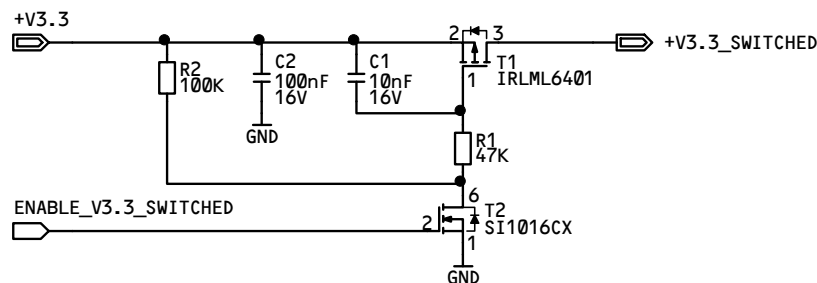 +V3.3
2
3
+V3.3_SWITCHED
R2
100K
C2
100nF
16V
C1
10nF
16V
T1
IRLML6401
1
GND
R1
47K
6
ENABLE_V3.3_SWITCHED
2
T2
SI1016CX
1
GND